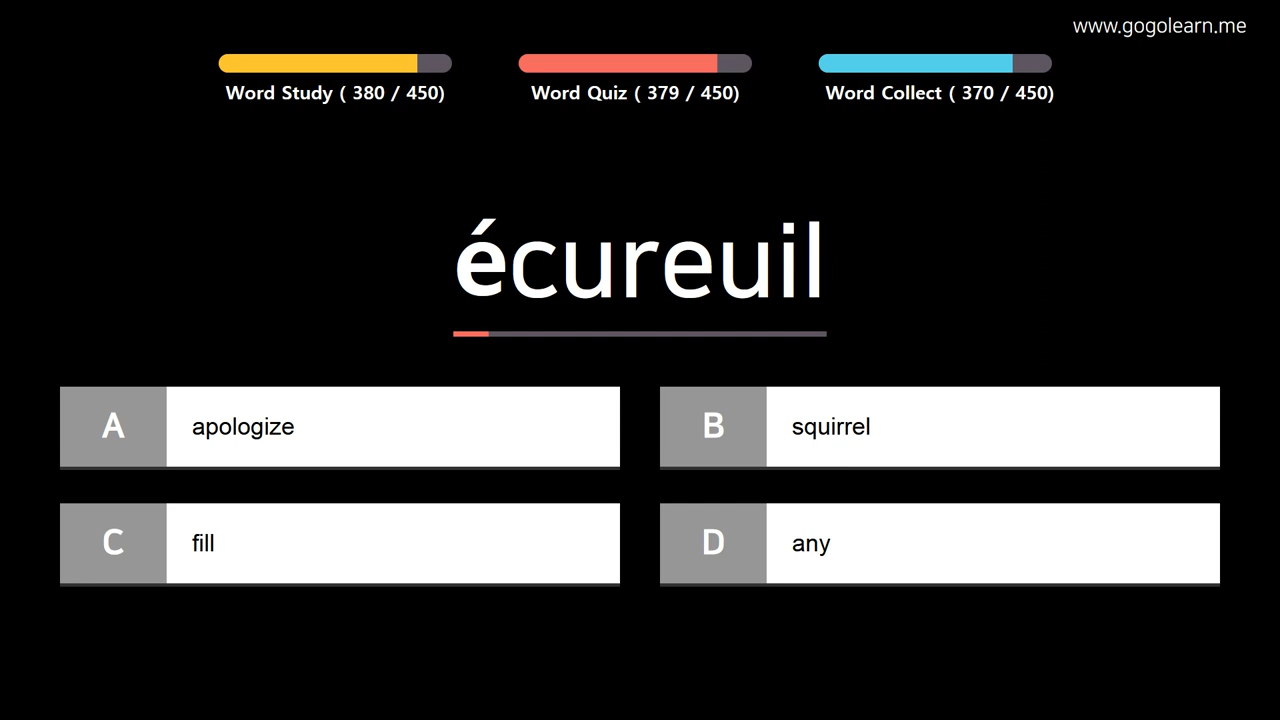 www.gogolearn.me
Word Study ( 380 / 450)
Word Quiz ( 379 / 450)
Word Collect ( 370 / 450)
écureuil
A apologize
B squirrel
C fill
D any